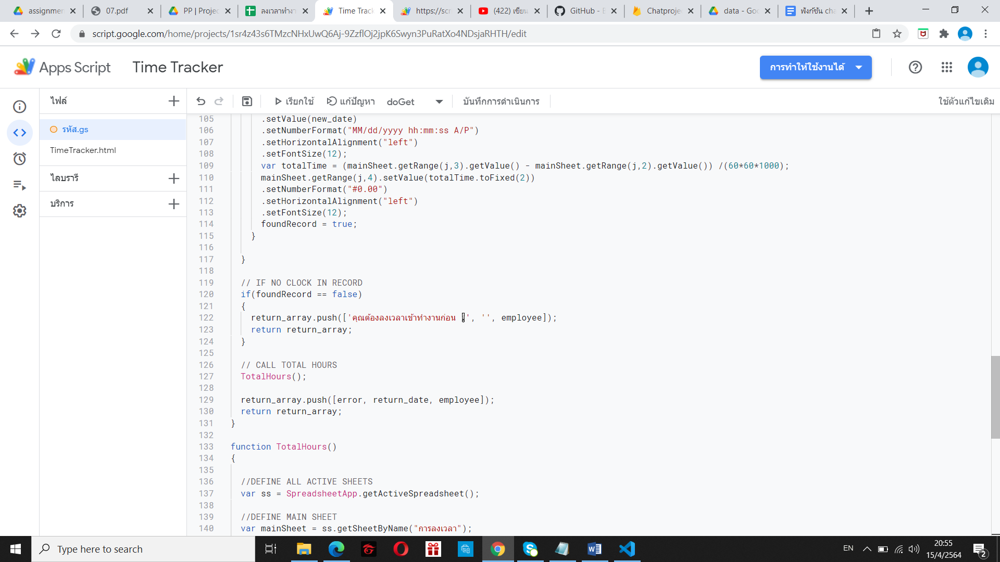 assignmen
07.pdf
PP | Projec
ลงเวลาทำงา
Time Track
https://scr
(422) เขียน
GitHub - E
Chatproje
data - Goo
ฟังก์ชัน cha
script.google.com/home/projects/1sr4z43s6TMzcNHxUwQ6Aj-9ZzflOj2jpK6Swyn3PuRatXo4NDsjaRHTH/edit
Apps Script
Time Tracker
การทำให้ใช้งานได้
ไฟล์
เรียกใช้
แก้ปัญหา
doGet
บันทึกการดำเนินการ
ใช้ตัวแก้ไขเดิม
รหัส.gs
TimeTracker.html
ไลบรารี
บริการ
105 .setValue(new_date)
106 .setNumberFormat("MM/dd/yyyy hh:mm:ss A/P")
107 .setHorizontalAlignment("left")
108 .setFontSize(12);
109 var totalTime = (mainSheet.getRange(j,3).getValue() - mainSheet.getRange(j,2).getValue()) /(60*60*1000);
110 mainSheet.getRange(j,4).setValue(totalTime.toFixed(2))
111 .setNumberFormat("#0.00")
112 .setHorizontalAlignment("left")
113 .setFontSize(12);
114 foundRecord = true;
115 }
116
117 }
118
119 // IF NO CLOCK IN RECORD
120 if(foundRecord == false)
121 {
122 return_array.push(['คุณต้องลงเวลาเข้าทำงานก่อน ❗', '', employee]);
123 return return_array;
124 }
125
126 // CALL TOTAL HOURS
127 TotalHours();
128
129 return_array.push([error, return_date, employee]);
130 return return_array;
131 }
132
133 function TotalHours()
134 {
135
136 //DEFINE ALL ACTIVE SHEETS
137 var ss = SpreadsheetApp.getActiveSpreadsheet();
138
139 //DEFINE MAIN SHEET
140 var mainSheet = ss.getSheetByName("การลงเวลา");
Type here to search
EN
20:55
15/4/2564
2